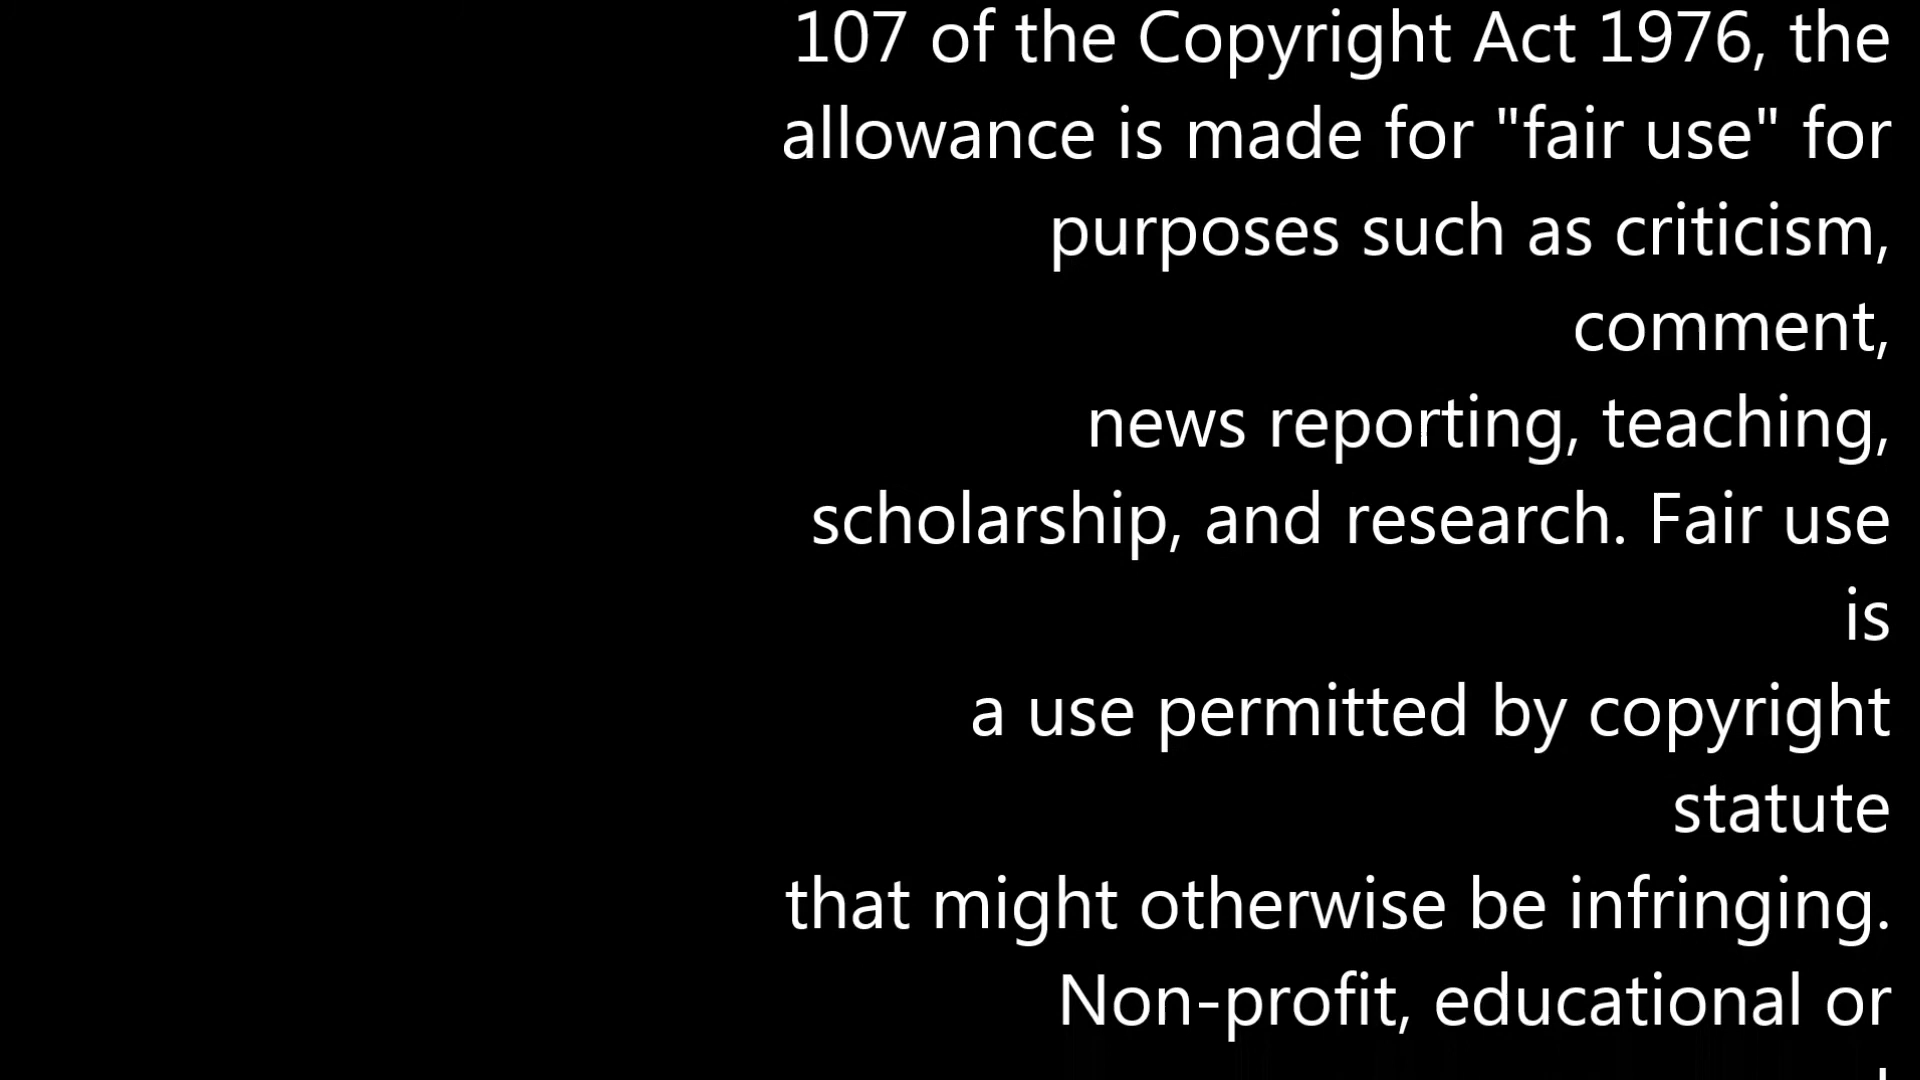 107 of the Copyright Act 1976, the
allowance is made for "fair use" for
purposes such as criticism,
comment,
news reporting, teaching,
scholarship, and research. Fair use
is
a use permitted by copyright
statute
that might otherwise be infringing.
Non-profit, educational or